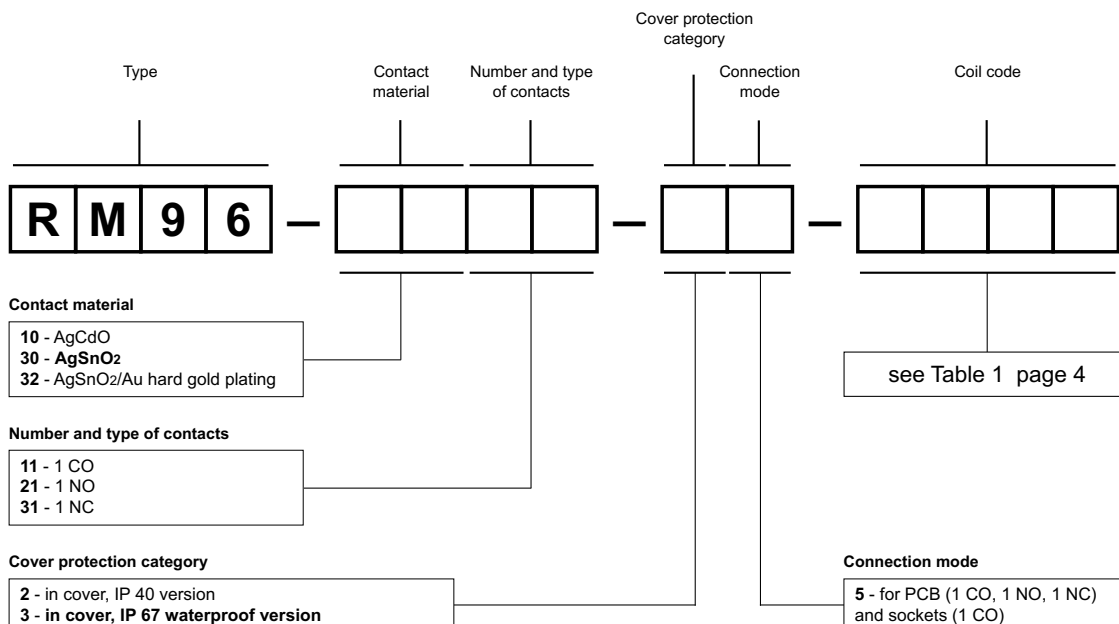 Cover protection
category
Type
Contact
material
Number and type
of contacts
Connection
mode
Coil code
RM96 – – –
Contact material
10 - AgCdO
30 - AgSnO2
32 - AgSnO2/Au hard gold plating
see Table 1 page 4
Number and type of contacts
11 - 1 CO
21 - 1 NO
31 - 1 NC
Cover protection category
2 - in cover, IP 40 version
3 - in cover, IP 67 waterproof version
Connection mode
5 - for PCB (1 CO, 1 NO, 1 NC)
and sockets (1 CO)